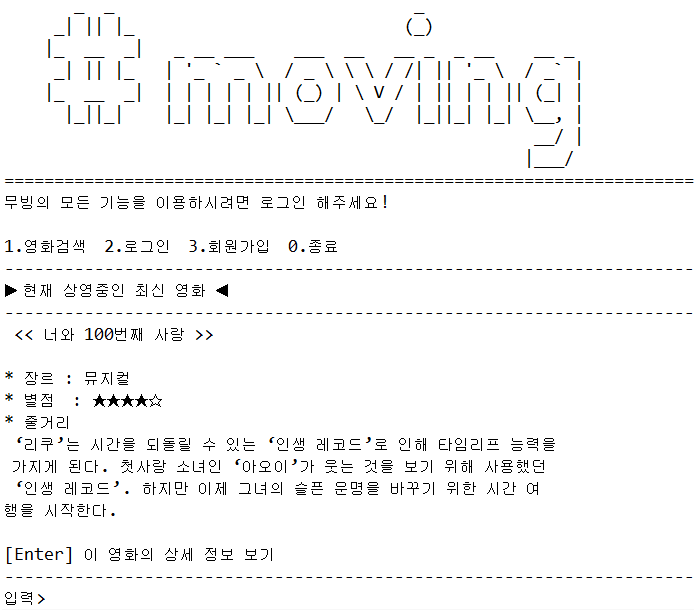 #moving
======================================================================
무빙의 모든 기능을 이용하시려면 로그인 해주세요!
1.영화검색 2.로그인 3.회원가입 0.종료
----------------------------------------------------------------------
▶현재 상영중인 최신 영화 ◀
----------------------------------------------------------------------
<< 너와 100번째 사랑 >>
* 장르 : 뮤지컬
* 별점 : ★★★★☆
* 줄거리
‘리쿠’는 시간을 되돌릴 수 있는 ‘인생 레코드’로 인해 타임리프 능력을
가지게 된다. 첫사랑 소녀인 ‘아오이’가 웃는 것을 보기 위해 사용했던
‘인생 레코드’. 하지만 이제 그녀의 슬픈 운명을 바꾸기 위한 시간 여
행을 시작한다.
[Enter] 이 영화의 상세 정보 보기
----------------------------------------------------------------------
입력>